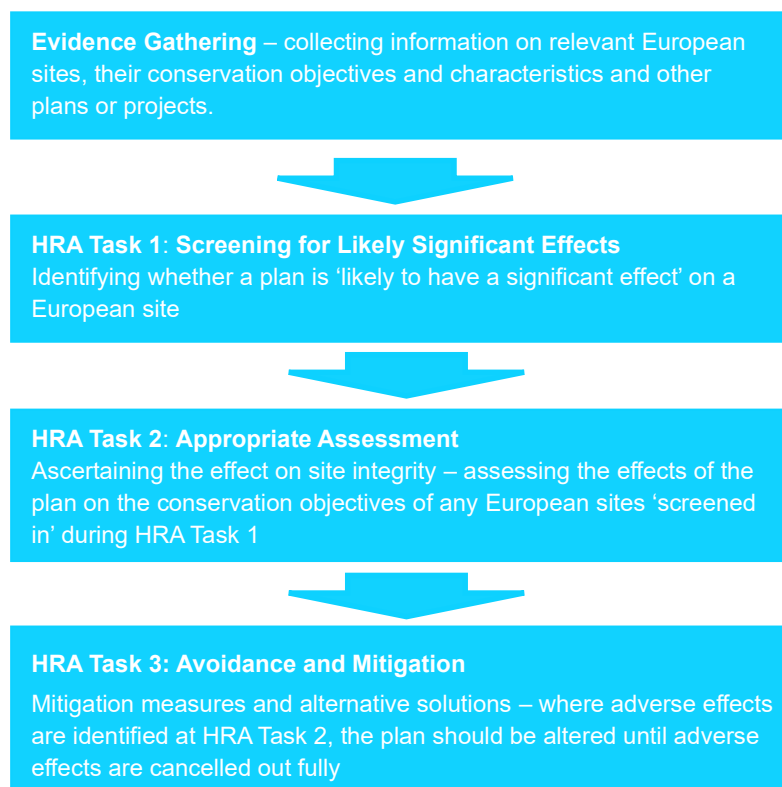 Evidence Gathering – collecting information on relevant European
sites, their conservation objectives and characteristics and other
plans or projects.
HRA Task 1: Screening for Likely Significant Effects
Identifying whether a plan is ‘likely to have a significant effect’ on a
European site
HRA Task 2: Appropriate Assessment
Ascertaining the effect on site integrity – assessing the effects of the
plan on the conservation objectives of any European sites ‘screened
in’ during HRA Task 1
HRA Task 3: Avoidance and Mitigation
Mitigation measures and alternative solutions – where adverse effects
are identified at HRA Task 2, the plan should be altered until adverse
effects are cancelled out fully